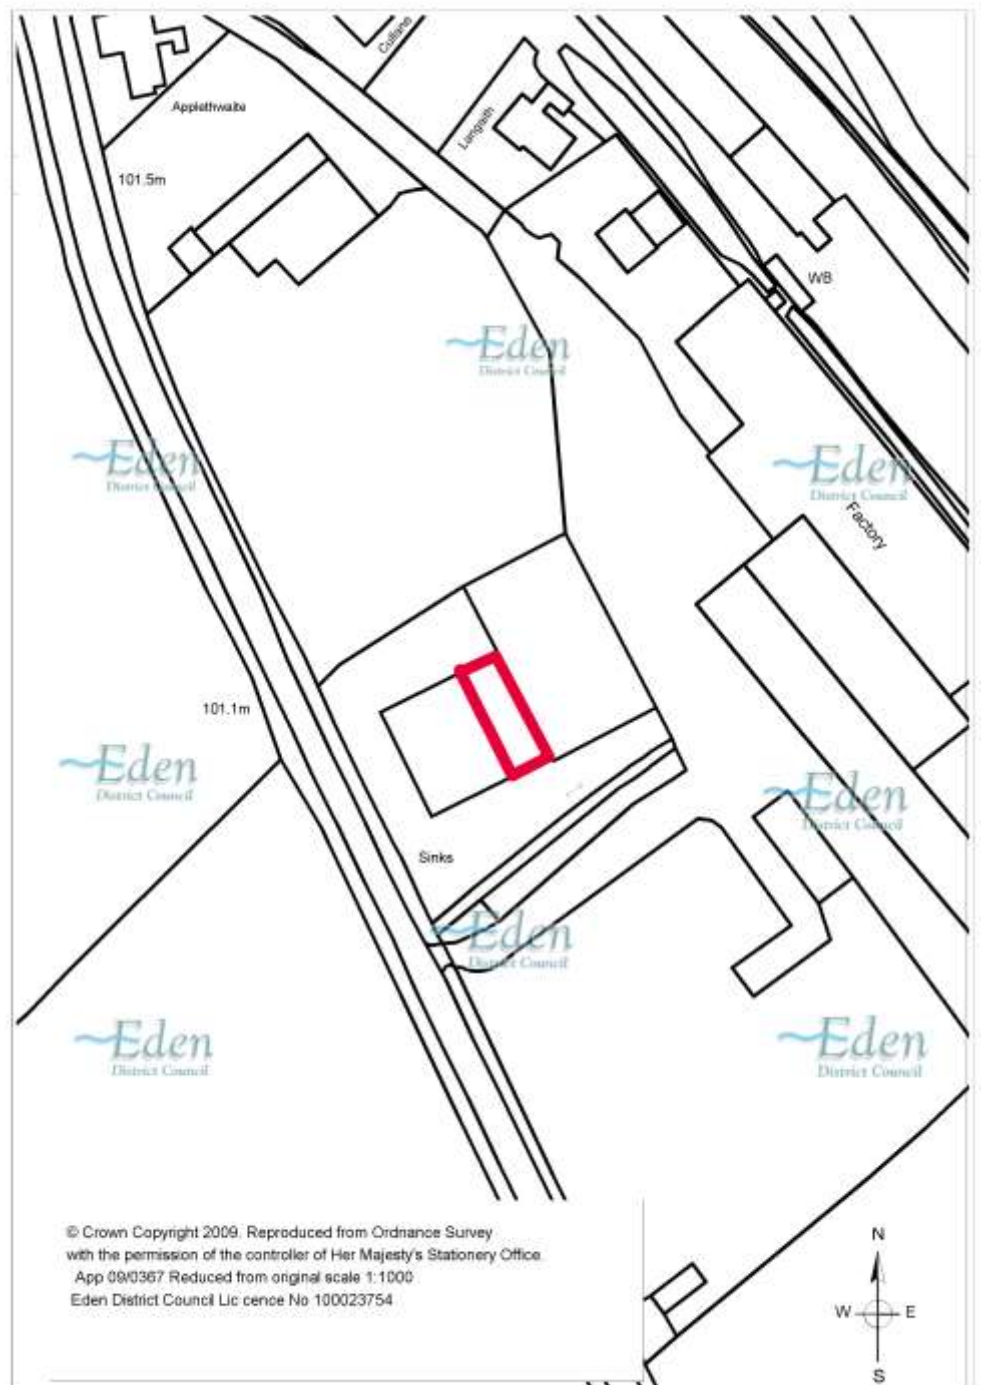 Cullane
Applethwaite
Langrath
101.5m
WB
Eden
District Council
Eden
District Council
Eden
District Council
Factory
101.1m
Eden
District Council
Eden
District Council
Sinks
Eden
District Council
Eden
District Council
Eden
District Council
© Crown Copyright 2009. Reproduced from Ordnance Survey
with the permission of the controller of Her Majesty's Stationery Office.
App 09/0367 Reduced from original scale 1:1000
Eden District Council Lic cence No 100023754
N
W E
S